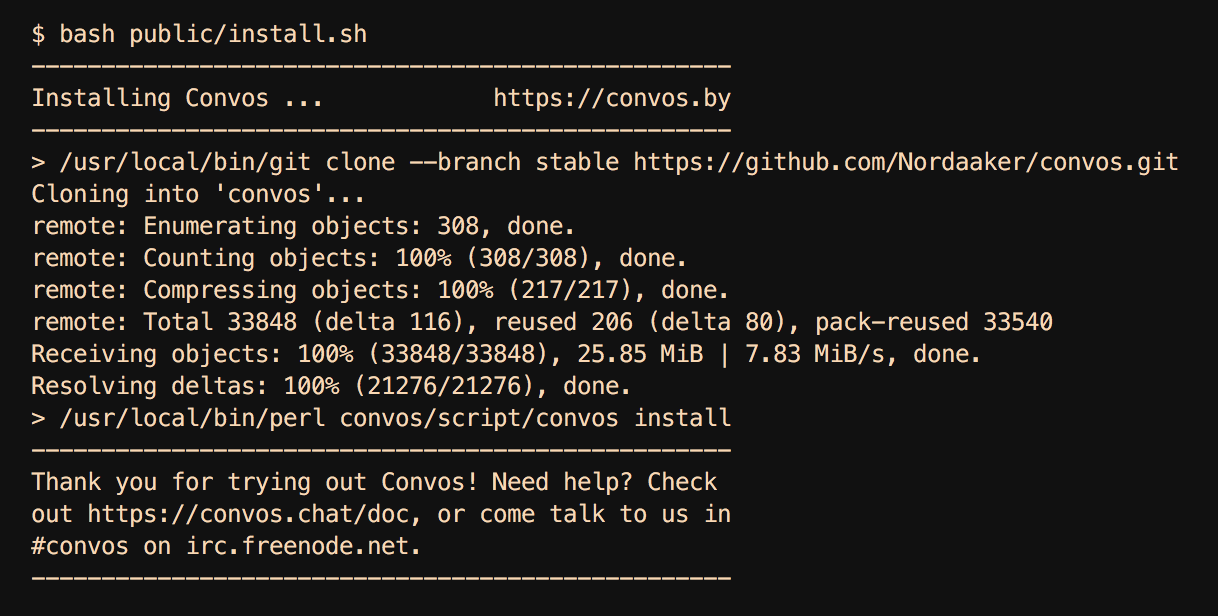 $ bash public/install.sh
--------------------------------------------------
Installing Convos ...            https://convos.by
--------------------------------------------------
> /usr/local/bin/git clone --branch stable https://github.com/Nordaaker/convos.git
Cloning into 'convos'...
remote: Enumerating objects: 308, done.
remote: Counting objects: 100% (308/308), done.
remote: Compressing objects: 100% (217/217), done.
remote: Total 33848 (delta 116), reused 206 (delta 80), pack-reused 33540
Receiving objects: 100% (33848/33848), 25.85 MiB | 7.83 MiB/s, done.
Resolving deltas: 100% (21276/21276), done.
> /usr/local/bin/perl convos/script/convos install
--------------------------------------------------
Thank you for trying out Convos! Need help? Check
out https://convos.chat/doc, or come talk to us in
#convos on irc.freenode.net.
--------------------------------------------------